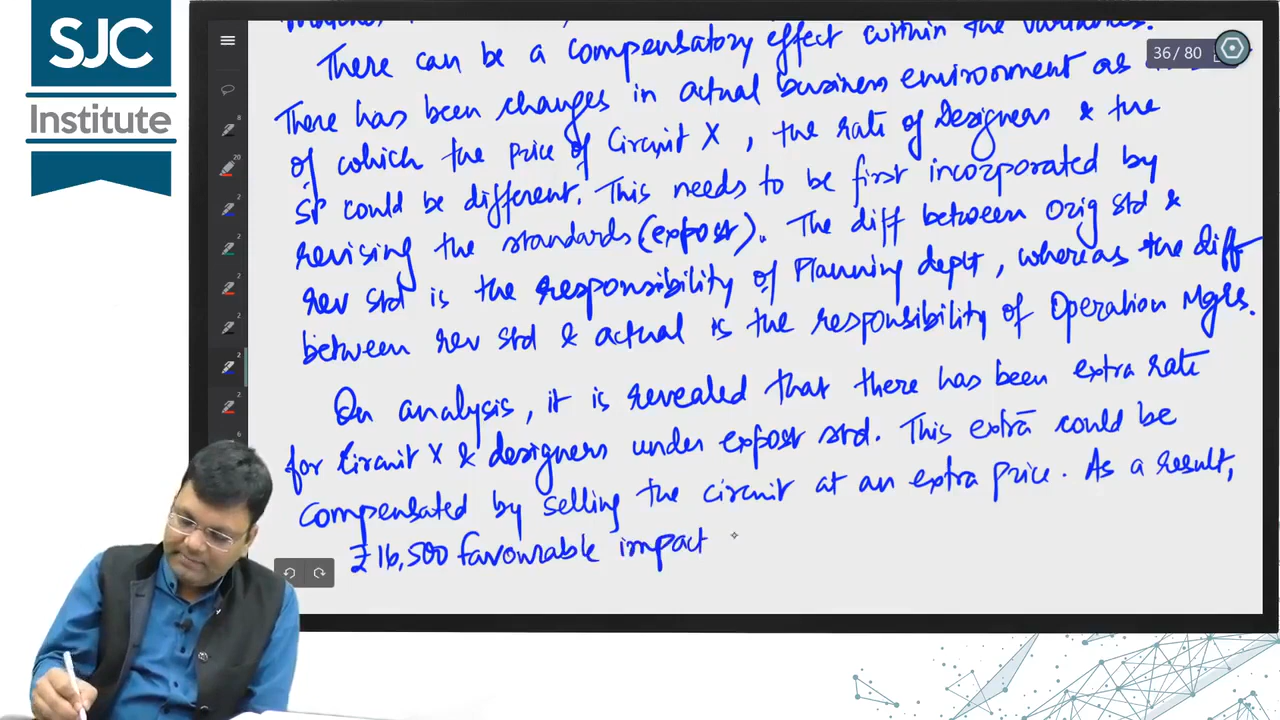 SJC
Institute
36 / 80
There can be a compensatory effect within the variances.
There has been changes in actual business environment as
of which the price of Circuit X, the rate of Designers & the
SP could be different. This needs to be first incorporated by
revising the standards (expost). The diff between orig std &
rev std is the responsibility of Planning deptt, whereas the diff
between rev std & actual is the responsibility of Operation Mgrs.
On analysis, it is revealed that there has been extra rate
for Circuit X & designers under expost std. This extra could be
compensated by selling the circuit at an extra price. As a result,
₹ 16,500 favourable impact